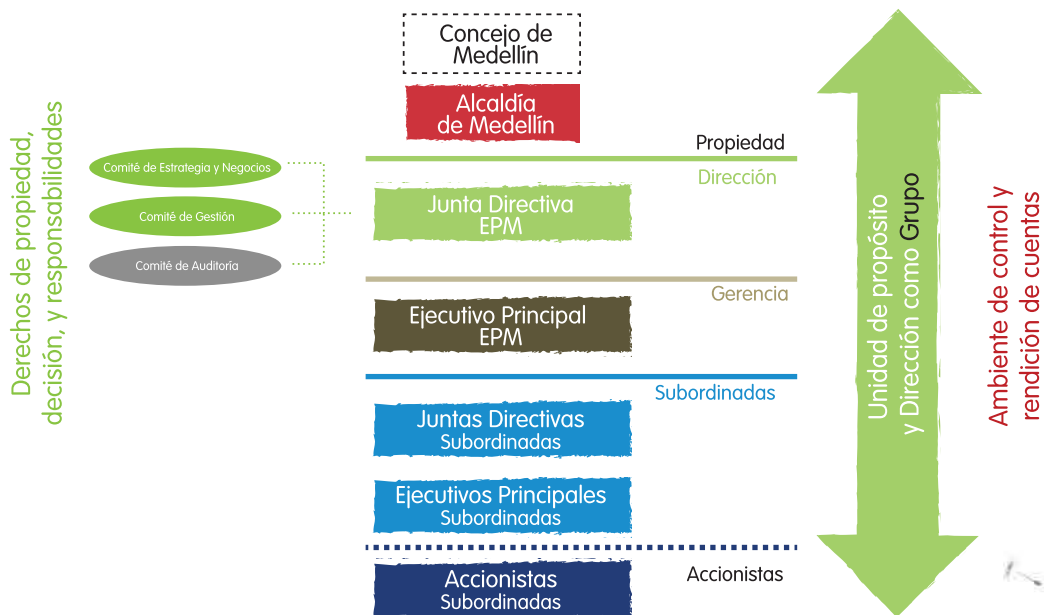 Concejo de
Medellín
Alcaldía
de Medellín
Propiedad
Dirección
Derechos de propiedad,
decisión, y responsabilidades
Comité de Estrategia y Negocios
Comité de Gestión
Comité de Auditoría
Junta Directiva
EPM
Gerencia
Ejecutivo Principal
EPM
Subordinadas
Juntas Directivas
Subordinadas
Ejecutivos Principales
Subordinadas
Accionistas
Accionistas
Subordinadas
Unidad de propósito
y Dirección como Grupo
Ambiente de control y
rendición de cuentas